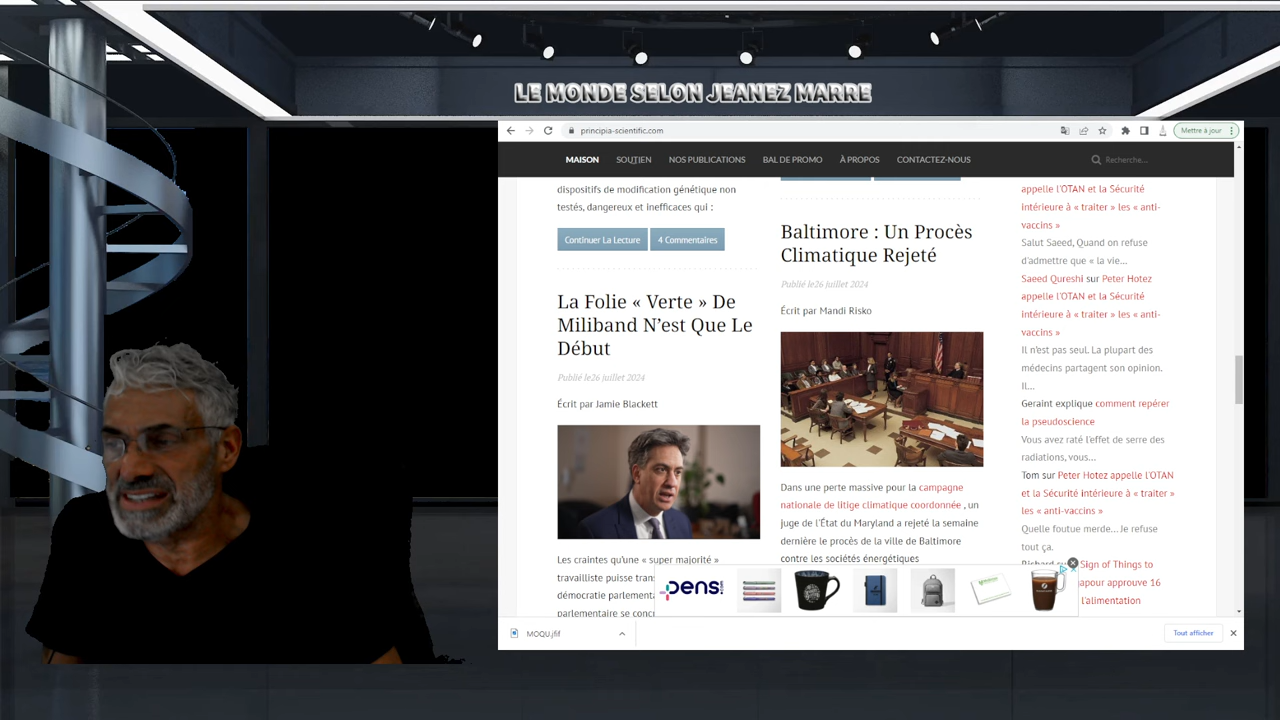 LE MONDE SELON JEANEZ MARRE
principia-scientific.com
Mettre à jour
MAISON
SOUTIEN
NOS PUBLICATIONS
BAL DE PROMO
À PROPOS
CONTACTEZ-NOUS
Recherche...
dispositifs de modification génétique non
testés, dangereux et inefficaces qui :
Continuer La Lecture
4 Commentaires
La Folie « Verte » De
Miliband N'est Que Le
Début
Publié le26 juillet 2024
Écrit par Jamie Blackett
Les craintes qu'une « super majorité »
travailliste puisse
démocratie
parlementaire se
Baltimore : Un Procès
Climatique Rejeté
Publié le26 juillet 2024
Écrit par Mandi Risko
Dans une perte massive pour la campagne
nationale de litige climatique coordonnée , un
juge de l'État du Maryland a rejeté la semaine
dernière le procès de la ville de Baltimore
contre les sociétés énergétiques
appelle l'OTAN et la Sécurité
intérieure à « traiter » les « anti-
vaccins »
Salut Saeed, Quand on refuse
d'admettre que « la vie...
Saeed Qureshi sur Peter Hotez
appelle l'OTAN et la Sécurité
intérieure à « traiter » les « anti-
vaccins »
Il n'est pas seul. La plupart des
médecins partagent son opinion.
Il...
Geraint explique comment repérer
la pseudoscience
Vous avez raté l'effet de serre des
radiations, vous...
Tom sur Peter Hotez appelle l'OTAN
et la Sécurité intérieure à « traiter »
les « anti-vaccins »
Quelle foutue merde... Je refuse
tout ça.
Sign of Things to
approuve 16
l'alimentation
pens.com
MOQU.jfif
Tout afficher